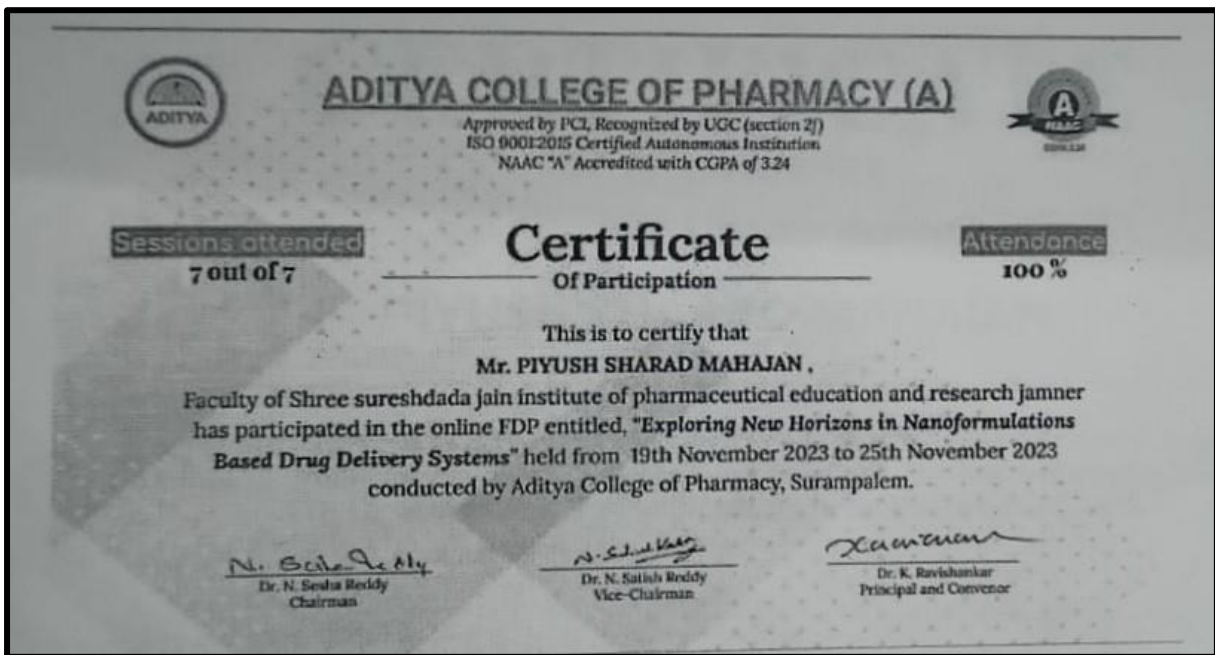 ADITYA
ADITYA COLLEGE OF PHARMACY (A)
Approved by PCI, Recognized by UGC (section 2f)
ISO 9001:2015 Certified Autonomous Institution
NAAC "A" Accredited with CGPA of 3.24
A
NAAC
Sessions attended
7 out of 7
Certificate
Of Participation
Attendance
100 %
This is to certify that
Mr. PIYUSH SHARAD MAHAJAN ,
Faculty of Shree sureshdada jain institute of pharmaceutical education and research jamner
has participated in the online FDP entitled, "Exploring New Horizons in Nanoformulations
Based Drug Delivery Systems" held from 19th November 2023 to 25th November 2023
conducted by Aditya College of Pharmacy, Surampalem.
Dr. N. Sesha Reddy
Chairman
Dr. N. Satish Reddy
Vice-Chairman
Dr. K. Ravishankar
Principal and Convenor